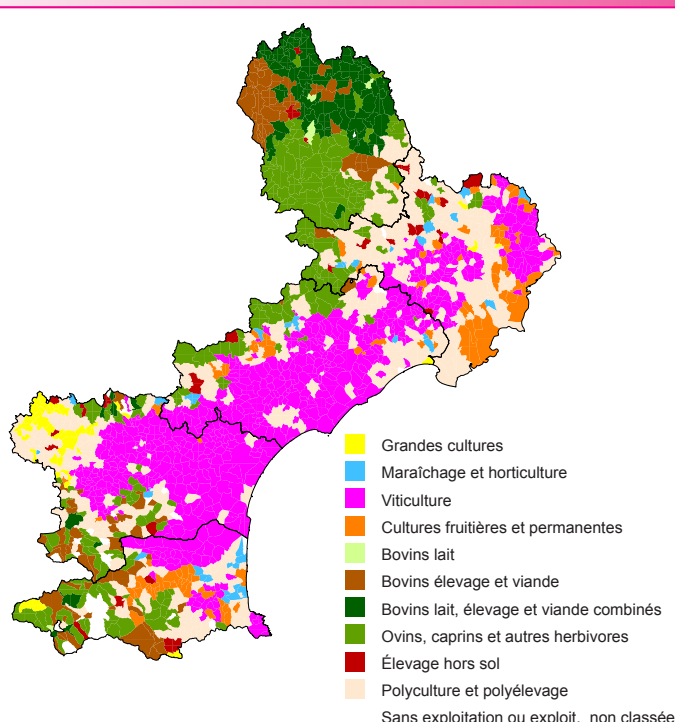 Grandes cultures
Maraîchage et horticulture
Viticulture
Cultures fruitières et permanentes
Bovins lait
Bovins élevage et viande
Bovins lait, élevage et viande combinés
Ovins, caprins et autres herbivores
Élevage hors sol
Polyculture et polyélevage
Sans exploitation ou exploit. non classée